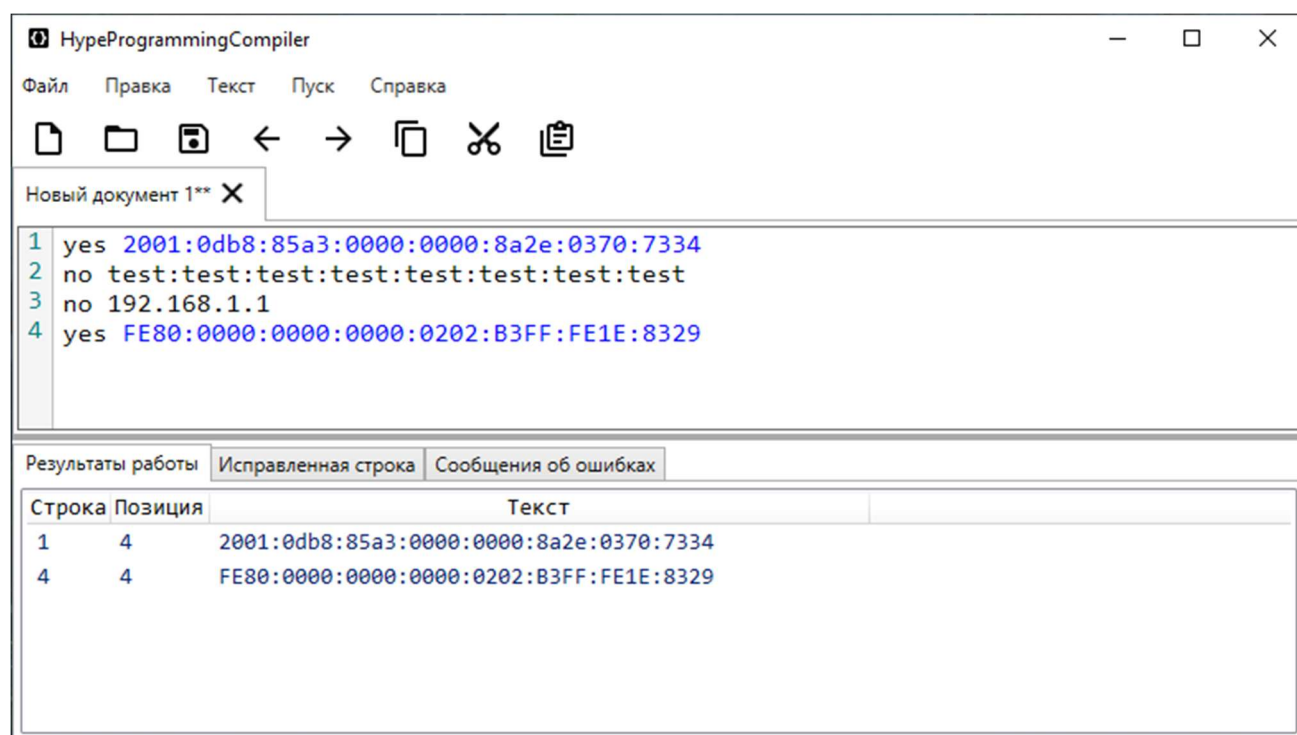 HypeProgrammingCompiler
Файл Правка Текст Пуск Справка
Новый документ 1**
1 yes 2001:0db8:85a3:0000:0000:8a2e:0370:7334
2 no test:test:test:test:test:test:test:test
3 no 192.168.1.1
4 yes FE80:0000:0000:0000:0202:B3FF:FE1E:8329
Результаты работы Исправленная строка Сообщения об ошибках
Строка Позиция Текст
1 4 2001:0db8:85a3:0000:0000:8a2e:0370:7334
4 4 FE80:0000:0000:0000:0202:B3FF:FE1E:8329